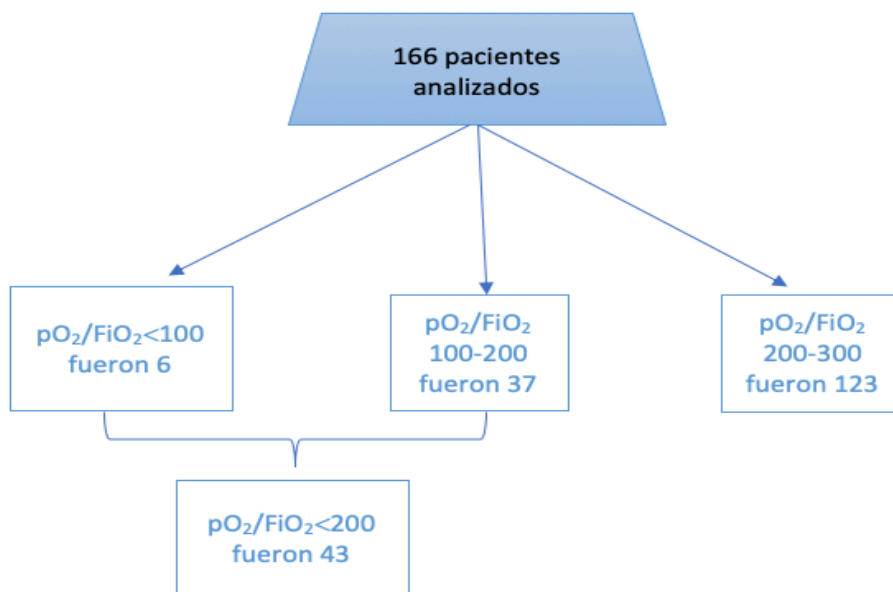 166 pacientes
analizados
pO₂/FiO₂<100
fueron 6
pO₂/FiO₂
100-200
fueron 37
pO₂/FiO₂
200-300
fueron 123
pO₂/FiO₂<200
fueron 43